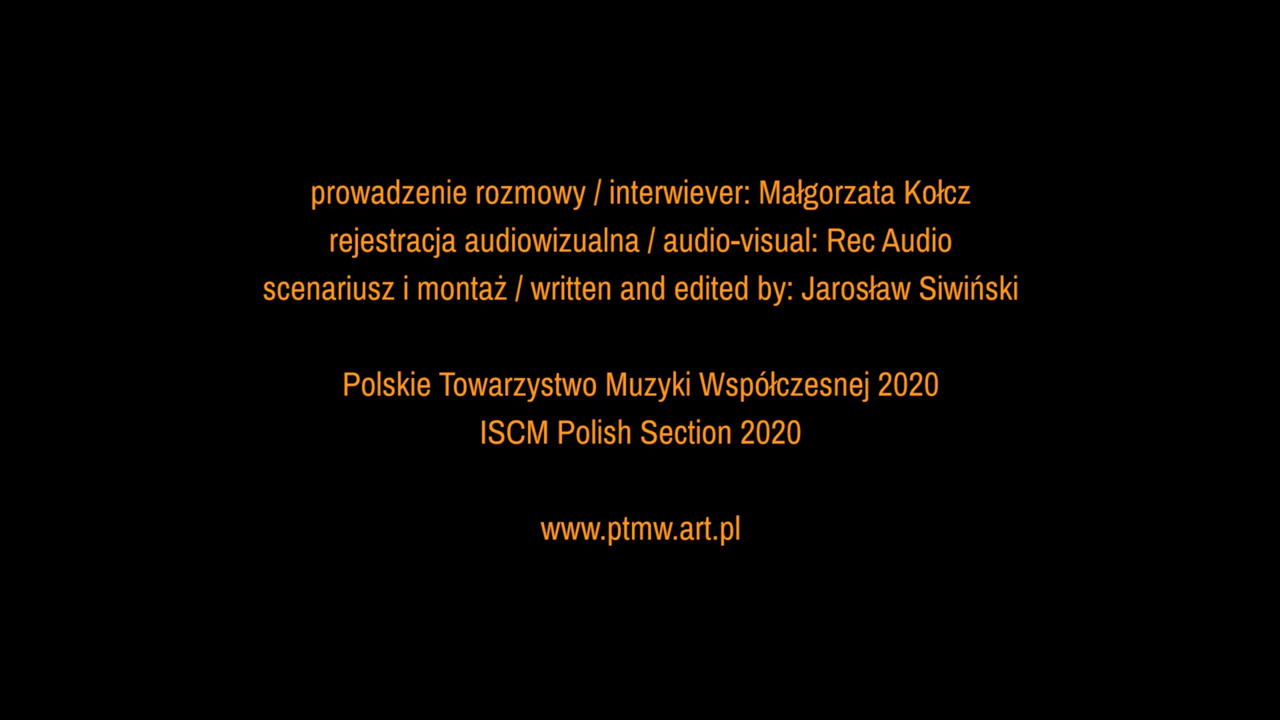 prowadzenie rozmowy / interwiever: Małgorzata Kołcz
rejestracja audiowizualna / audio-visual: Rec Audio
scenariusz i montaż / written and edited by: Jarosław Siwiński
Polskie Towarzystwo Muzyki Współczesnej 2020
ISCM Polish Section 2020
www.ptmw.art.pl